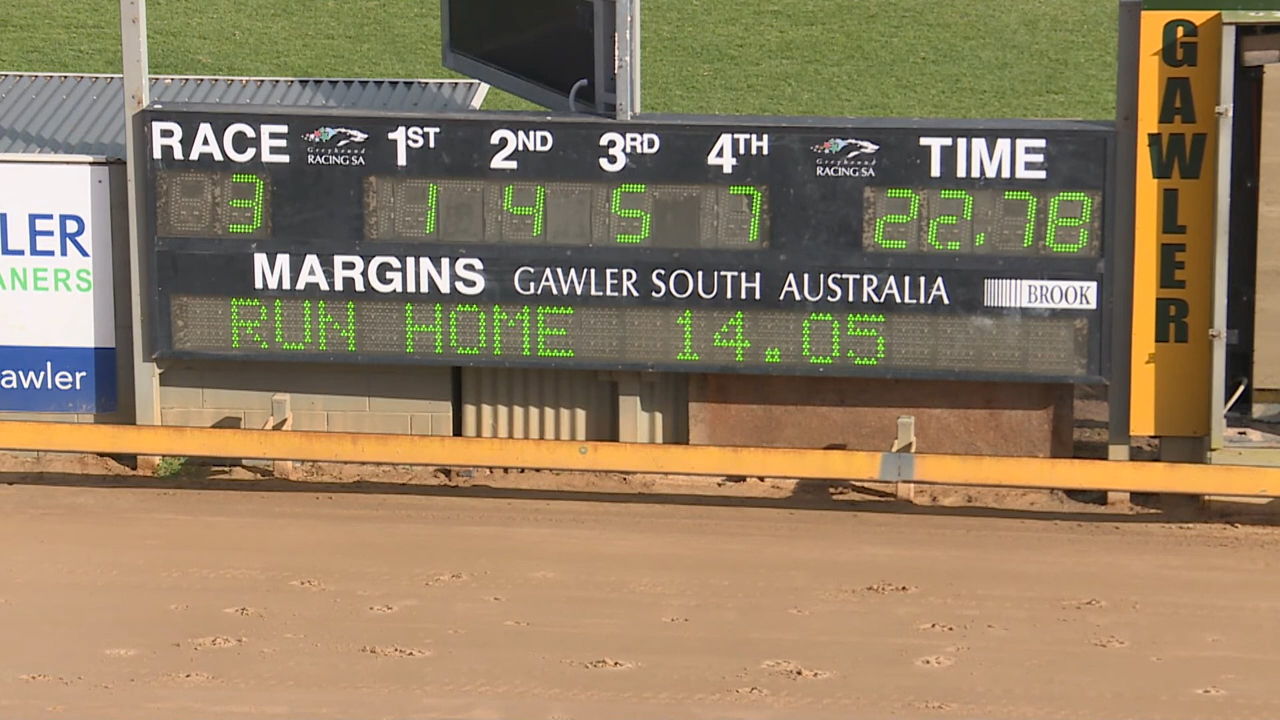 RACE Greyhound RACING SA 1ST 2ND 3RD 4TH Greyhound RACING SA TIME
3 1 4 5 7 22.78
MARGINS GAWLER SOUTH AUSTRALIA BROOK
RUN HOME 14.05
GAWLER
LER
ANERS
awler